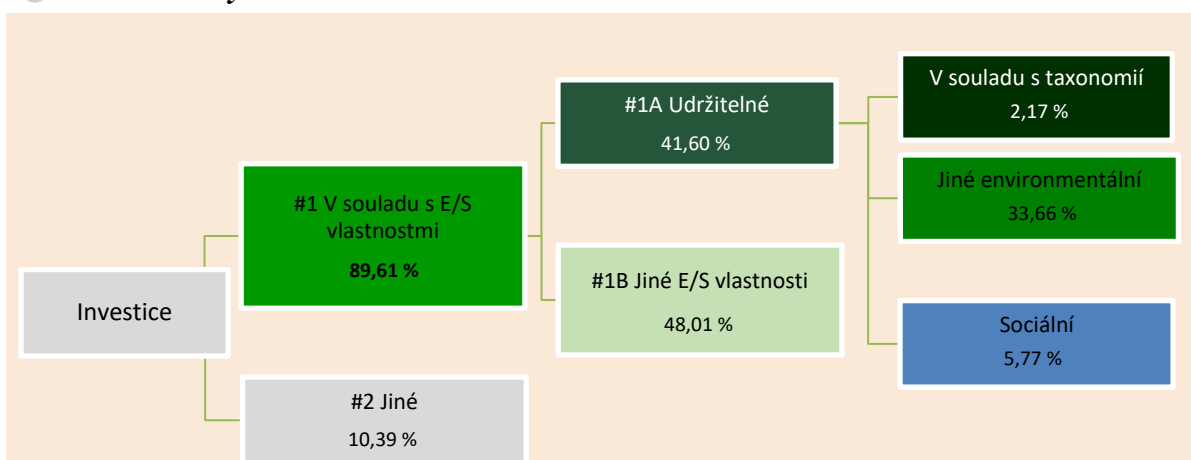 Investice
#1 V souladu s E/S
vlastnostmi
89,61 %
#2 Jiné
10,39 %
#1A Udržitelné
41,60 %
#1B Jiné E/S vlastnosti
48,01 %
V souladu s taxonomií
2,17 %
Jiné environmentální
33,66 %
Sociální
5,77 %